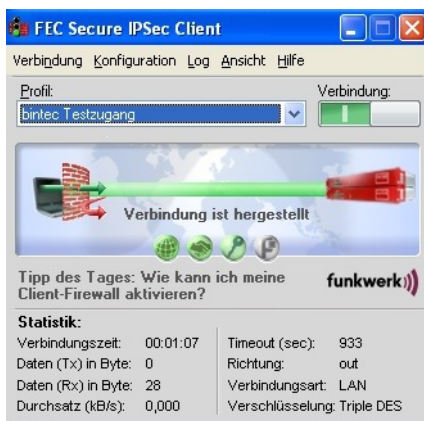 FEC Secure IPSec Client
Verbindung Konfiguration Log Ansicht Hilfe
Profil: Verbindung:
bintec Testzugang
Verbindung ist hergestellt
Tipp des Tages: Wie kann ich meine
Client-Firewall aktivieren?
funkwerk
Statistik:
Verbindungszeit: 00:01:07 Timeout (sec): 933
Daten (Tx) in Byte: 0 Richtung: out
Daten (Rx) in Byte: 28 Verbindungsart: LAN
Durchsatz (kB/s): 0,000 Verschlüsselung: Triple DES